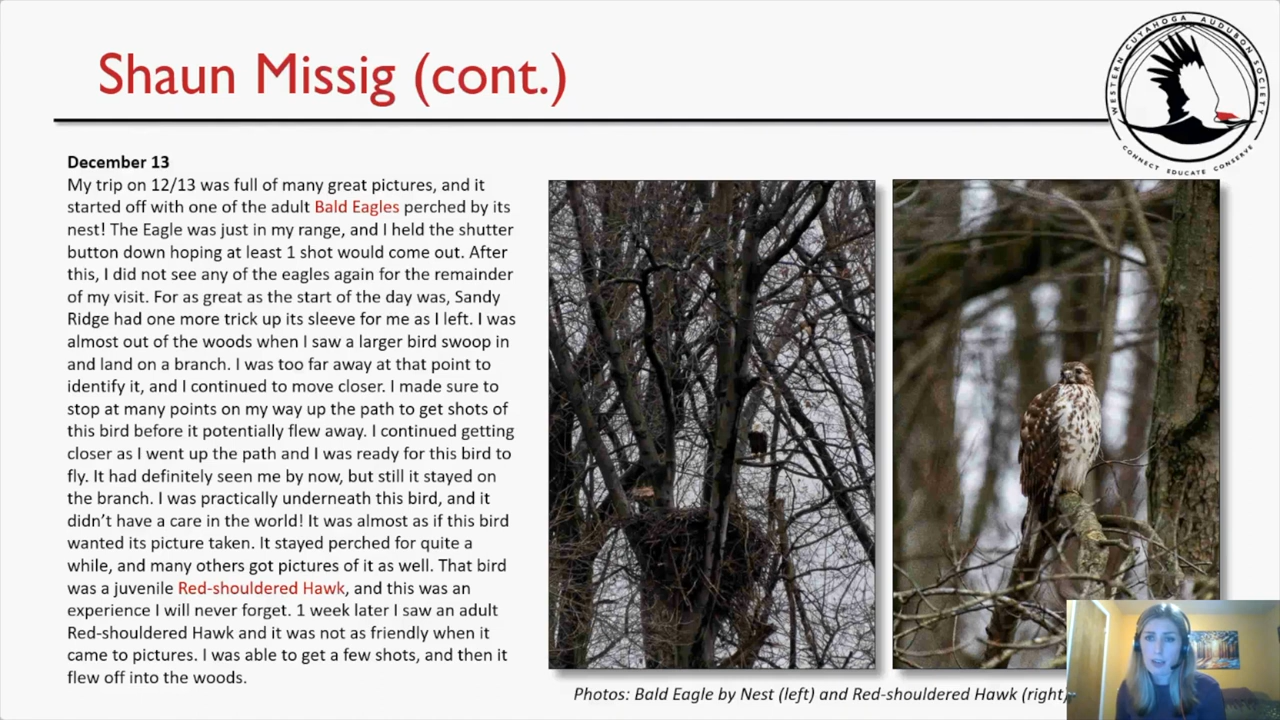 Shaun Missig (cont.)
WESTERN CUYAHOGA AUDUBON SOCIETY
CONNECT EDUCATE CONSERVE
December 13
My trip on 12/13 was full of many great pictures, and it
started off with one of the adult Bald Eagles perched by its
nest! The Eagle was just in my range, and I held the shutter
button down hoping at least 1 shot would come out. After
this, I did not see any of the eagles again for the remainder
of my visit. For as great as the start of the day was, Sandy
Ridge had one more trick up its sleeve for me as I left. I was
almost out of the woods when I saw a larger bird swoop in
and land on a branch. I was too far away at that point to
identify it, and I continued to move closer. I made sure to
stop at many points on my way up the path to get shots of
this bird before it potentially flew away. I continued getting
closer as I went up the path and I was ready for this bird to
fly. It had definitely seen me by now, but still it stayed on
the branch. I was practically underneath this bird, and it
didn’t have a care in the world! It was almost as if this bird
wanted its picture taken. It stayed perched for quite a
while, and many others got pictures of it as well. That bird
was a juvenile Red-shouldered Hawk, and this was an
experience I will never forget. 1 week later I saw an adult
Red-shouldered Hawk and it was not as friendly when it
came to pictures. I was able to get a few shots, and then it
flew off into the woods.
Photos: Bald Eagle by Nest (left) and Red-shouldered Hawk (right)